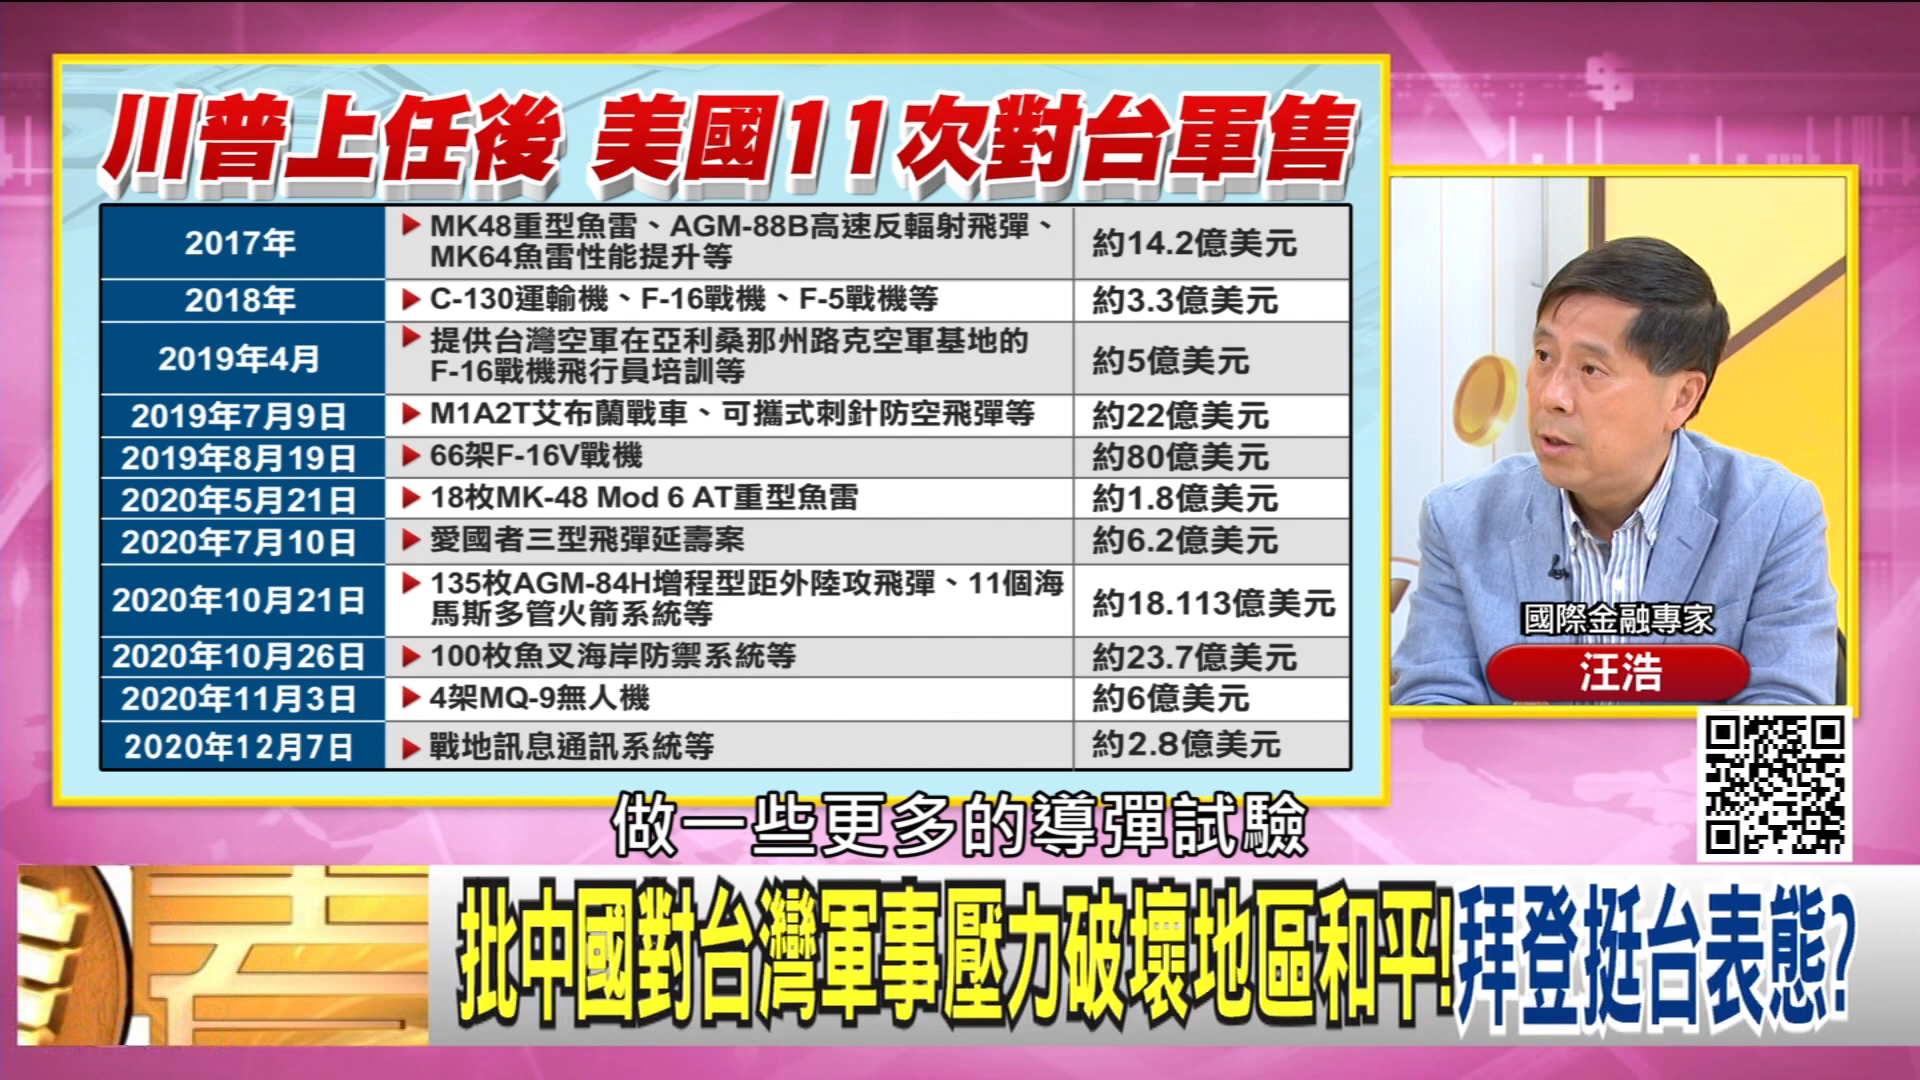 川普上任後 美國11次對台軍售
2017年
MK48重型魚雷、AGM-88B高速反輻射飛彈、
MK64魚雷性能提升等
約14.2億美元
2018年
C-130運輸機、F-16戰機、F-5戰機等
約3.3億美元
2019年4月
提供台灣空軍在亞利桑那州路克空軍基地的
F-16戰機飛行員培訓等
約5億美元
2019年7月9日
M1A2T艾布蘭戰車、可攜式刺針防空飛彈等
約22億美元
2019年8月19日
66架F-16V戰機
約80億美元
2020年5月21日
18枚MK-48 Mod 6 AT重型魚雷
約1.8億美元
2020年7月10日
愛國者三型飛彈延壽案
約6.2億美元
2020年10月21日
135枚AGM-84H增程型距外陸攻飛彈、11個海
馬斯多管火箭系統等
約18.113億美元
2020年10月26日
100枚魚叉海岸防禦系統等
約23.7億美元
2020年11月3日
4架MQ-9無人機
約6億美元
2020年12月7日
戰地訊息通訊系統等
約2.8億美元
國際金融專家
汪浩
做一些更多的導彈試驗
批中國對台灣軍事壓力破壞地區和平!拜登挺台表態?